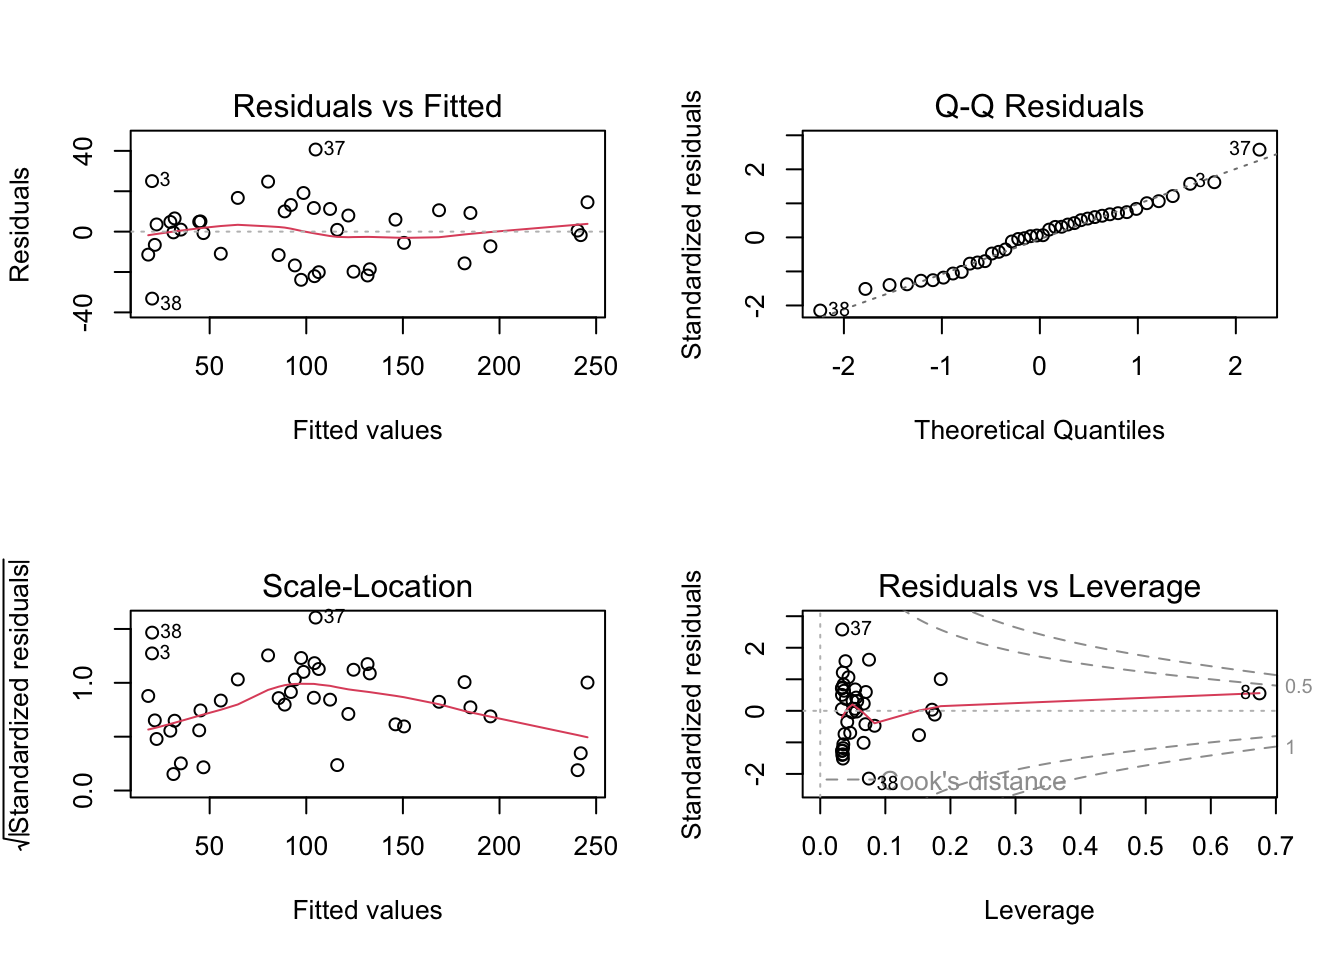 Residuals vs Fitted
Residuals
40
0
-40
37
3
38
50 100 150 200 250
Fitted values
Q-Q Residuals
Standardized residuals
2
0
-2
37
3
38
-2 -1 0 1 2
Theoretical Quantiles
Scale-Location
√|Standardized residuals|
1.0
0.0
37
38
3
50 100 150 200 250
Fitted values
Residuals vs Leverage
Standardized residuals
2
0
-2
37
8
38
Cook's distance
0.5
1
0.0 0.1 0.2 0.3 0.4 0.5 0.6 0.7
Leverage